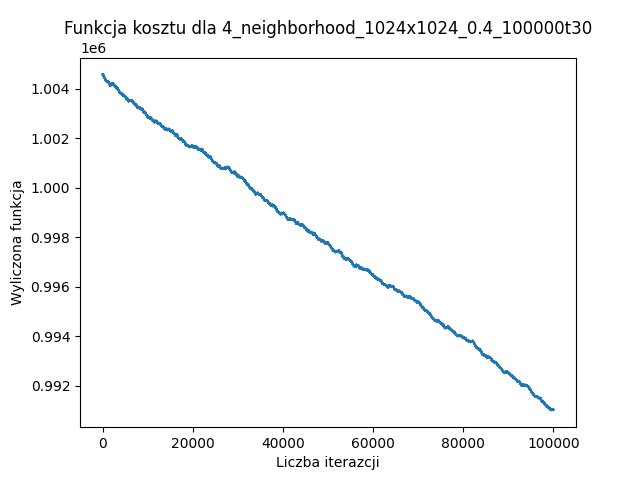 Funkcja kosztu dla 4_neighborhood_1024x1024_0.4_100000t30
1e6
1.004
1.002
1.000
0.998
0.996
0.994
0.992
Wyliczona funkcja
0 20000 40000 60000 80000 100000
Liczba iterazcji